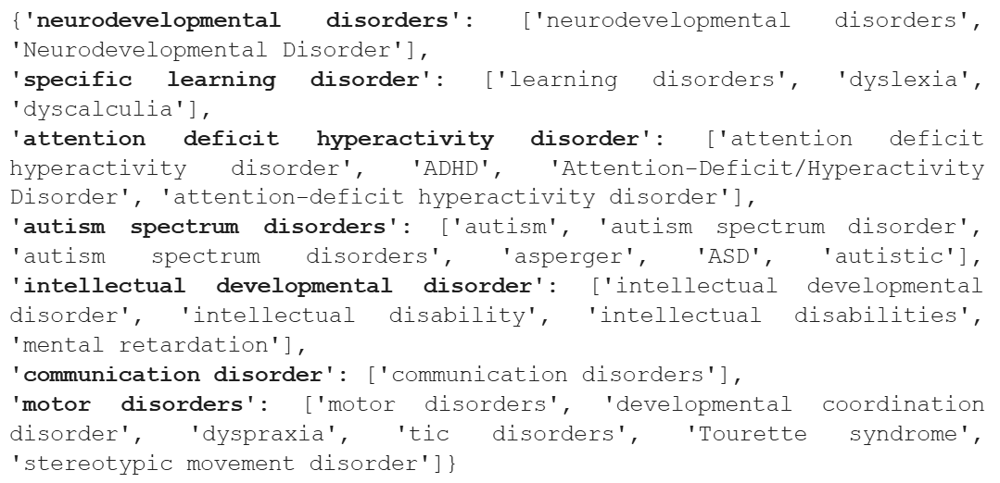 {'neurodevelopmental disorders': ['neurodevelopmental disorders',
'Neurodevelopmental Disorder'],
'specific learning disorder': ['learning disorders', 'dyslexia',
'dyscalculia'],
'attention deficit hyperactivity disorder': ['attention deficit
hyperactivity disorder', 'ADHD', 'Attention-Deficit/Hyperactivity
Disorder', 'attention-deficit hyperactivity disorder'],
'autism spectrum disorders': ['autism', 'autism spectrum disorder',
'autism spectrum disorders', 'asperger', 'ASD', 'autistic'],
'intellectual developmental disorder': ['intellectual developmental
disorder', 'intellectual disability', 'intellectual disabilities',
'mental retardation'],
'communication disorder': ['communication disorders'],
'motor disorders': ['motor disorders', 'developmental coordination
disorder', 'dyspraxia', 'tic disorders', 'Tourette syndrome',
'stereotypic movement disorder']}